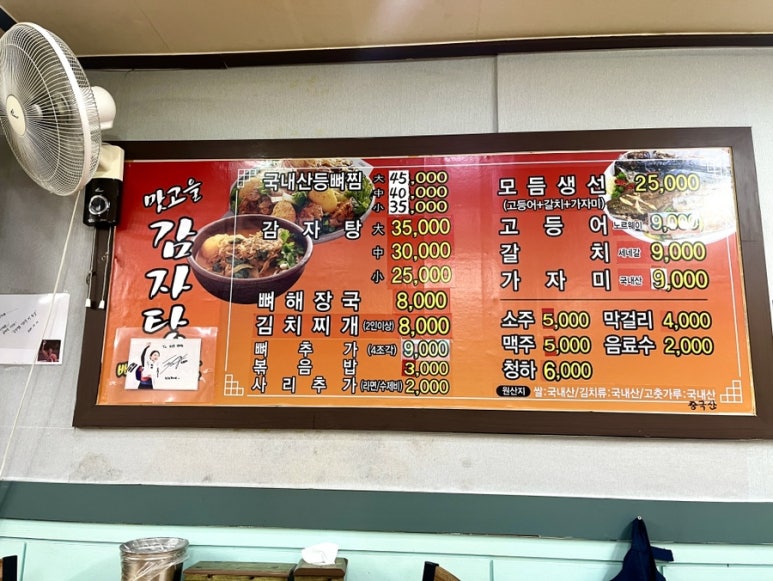 맛고을
감자탕
국내산등뼈찜 大 45,000
中 40,000
小 35,000
감자탕 大 35,000
中 30,000
小 25,000
뼈해장국 8,000
김치찌개(2인이상) 8,000
뼈추가(4조각) 9,000
볶음밥 3,000
사리추가(라면/수제비) 2,000
모듬생선 25,000
(고등어+갈치+가자미)
고등어 노르웨이 9,000
갈치 세네갈 9,000
가자미 국내산 9,000
소주 5,000 막걸리 4,000
맥주 5,000 음료수 2,000
청하 6,000
원산지 쌀:국내산/김치류:국내산/고춧가루:국내산
중국산